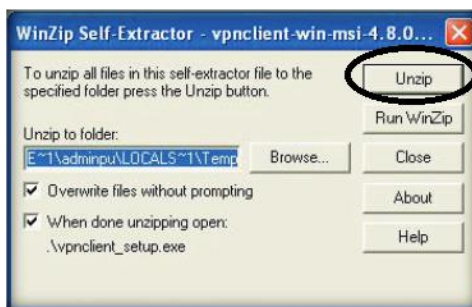 WinZip Self-Extractor - vpnclient-win-msi-4.8.0...
To unzip all files in this self-extractor file to the
specified folder press the Unzip button.
Unzip to folder:
E~1\adminpu\LOCALS~1\Temp
Browse...
Overwrite files without prompting
When done unzipping open:
.\vpnclient_setup.exe
Unzip
Run WinZip
Close
About
Help